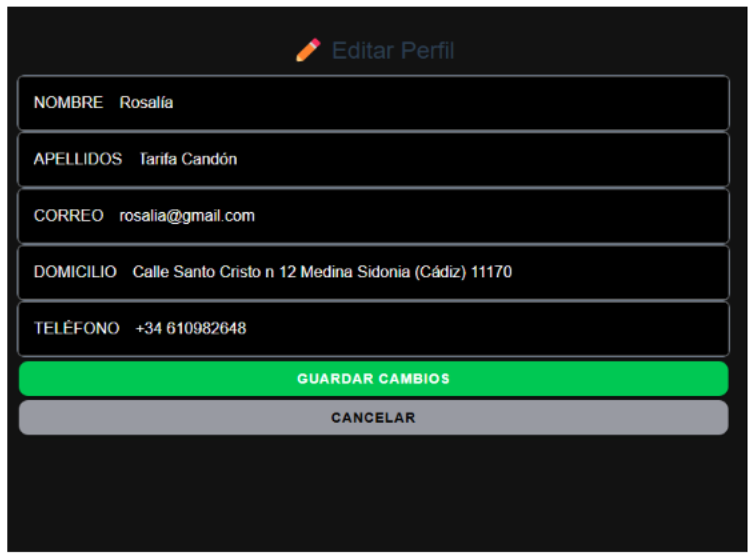 Editar Perfil
NOMBRE Rosalía
APELLIDOS Tarifa Candón
CORREO rosalia@gmail.com
DOMICILIO Calle Santo Cristo n 12 Medina Sidonia (Cádiz) 11170
TELÉFONO +34 610982648
GUARDAR CAMBIOS
CANCELAR